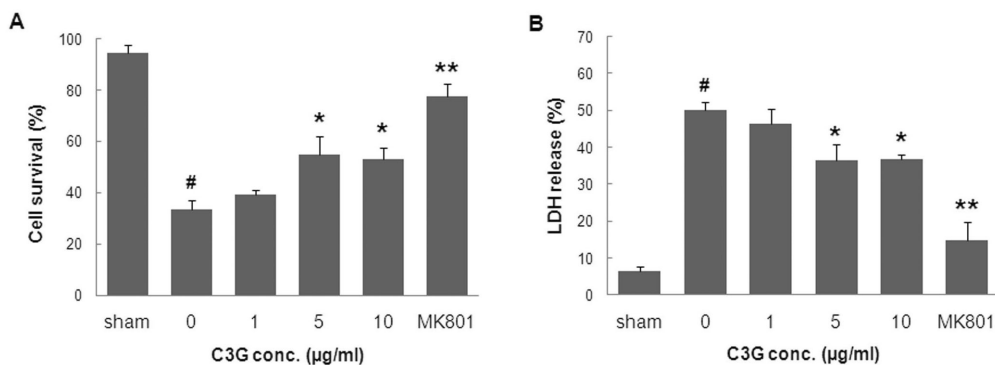 A
100
80
60
40
20
0
Cell survival (%)
#
*
*
**
sham 0 1 5 10 MK801
C3G conc. (µg/ml)
B
70
60
50
40
30
20
10
0
LDH release (%)
#
*
*
**
sham 0 1 5 10 MK801
C3G conc. (µg/ml)